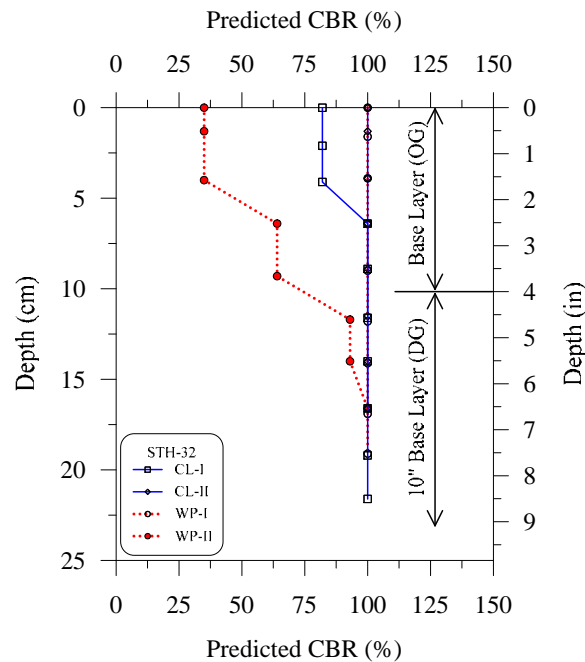 Predicted CBR (%)
0 25 50 75 100 125 150
0
5
10
15
20
25
Depth (cm)
0
1
2
3
4
5
6
7
8
9
Depth (in)
Base Layer (OG)
10" Base Layer (DG)
STH-32
CL-I
CL-II
WP-I
WP-II
0 25 50 75 100 125 150
Predicted CBR (%)